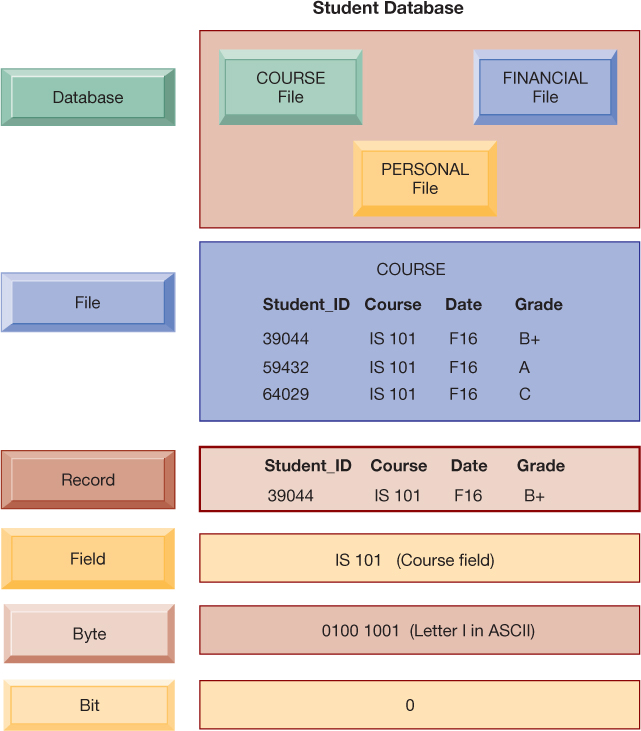 Student Database
Database
COURSE
File
FINANCIAL
File
PERSONAL
File
File
COURSE
Student_ID Course Date Grade
39044 IS 101 F16 B+
59432 IS 101 F16 A
64029 IS 101 F16 C
Record
Student_ID Course Date Grade
39044 IS 101 F16 B+
Field
IS 101 (Course field)
Byte
0100 1001 (Letter I in ASCII)
Bit
0